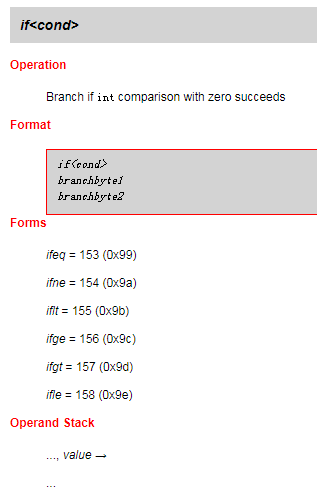 if<cond>
Operation
Branch if int comparison with zero succeeds
Format
if<cond>
branchbyte1
branchbyte2
Forms
ifeq = 153 (0x99)
ifne = 154 (0x9a)
iflt = 155 (0x9b)
ifge = 156 (0x9c)
ifgt = 157 (0x9d)
ifle = 158 (0x9e)
Operand Stack
..., value →
...